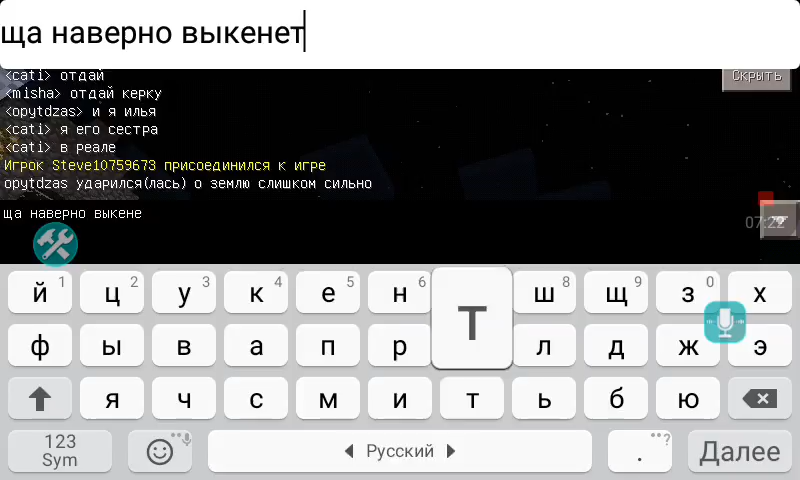 ща наверно выкенет
<cati> отдай
Скрыть
<misha> отдай керку
<opytdzas> и я илья
<cati> я его сестра
<cati> в реале
Игрок Steve10759673 присоединился к игре
opytdzas ударился(лась) о землю слишком сильно
ща наверно выкене
07:22
й 1 ц 2 у 3 к 4 е 5 н 6 Т ш 8 щ 9 з 0 х
ф ы в а п р л д ж э
я ч с м и т ь б ю
123 Sym Русский . ,,? Далее